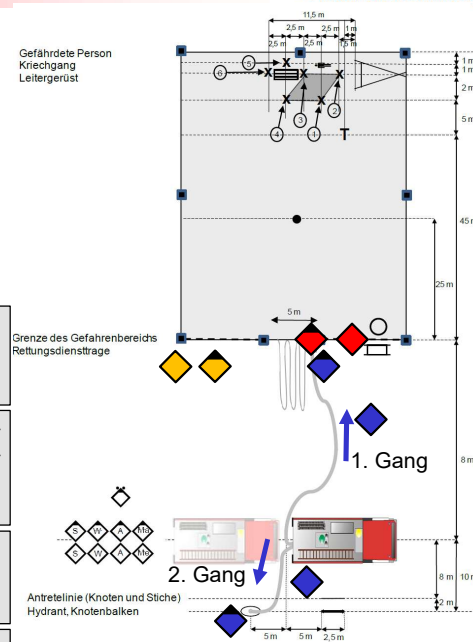 11,5 m
2,5 m
2,5 m
1 m
2,5 m
2,5 m
1,5 m
Gefährdete Person
Kriechgang
Leitergerüst
5
6
X
X
X
X
X
X
2
3
4
1
T
1 m
1 m
2 m
5 m
45 m
25 m
5 m
Grenze des Gefahrenbereichs
Rettungsdiensttrage
1. Gang
8 m
S
W
A
Ma
S
W
A
Me
2. Gang
8 m
10 m
Antretelinie (Knoten und Stiche)
Hydrant, Knotenbalken
2 m
5 m
5 m
2,5 m